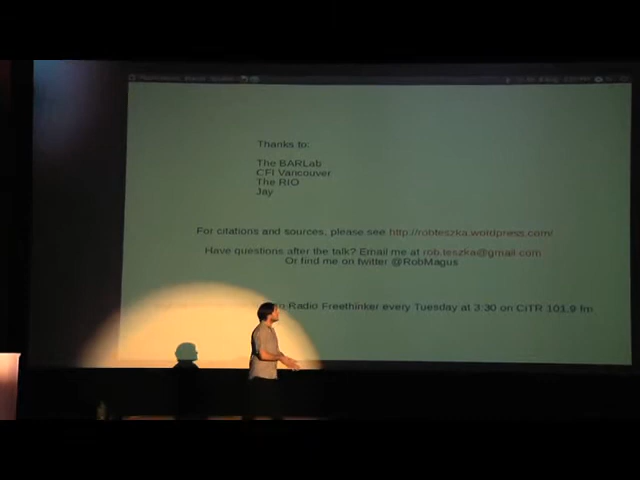 Thanks to:
The BARLab
CFI Vancouver
The RIO
Jay
For citations and sources, please see http://robteszka.wordpress.com/
Have questions after the talk? Email me at rob.teszka@gmail.com
Or find me on twitter @RobMagus
to Radio Freethinker every Tuesday at 3:30 on CiTR 101.9 fm